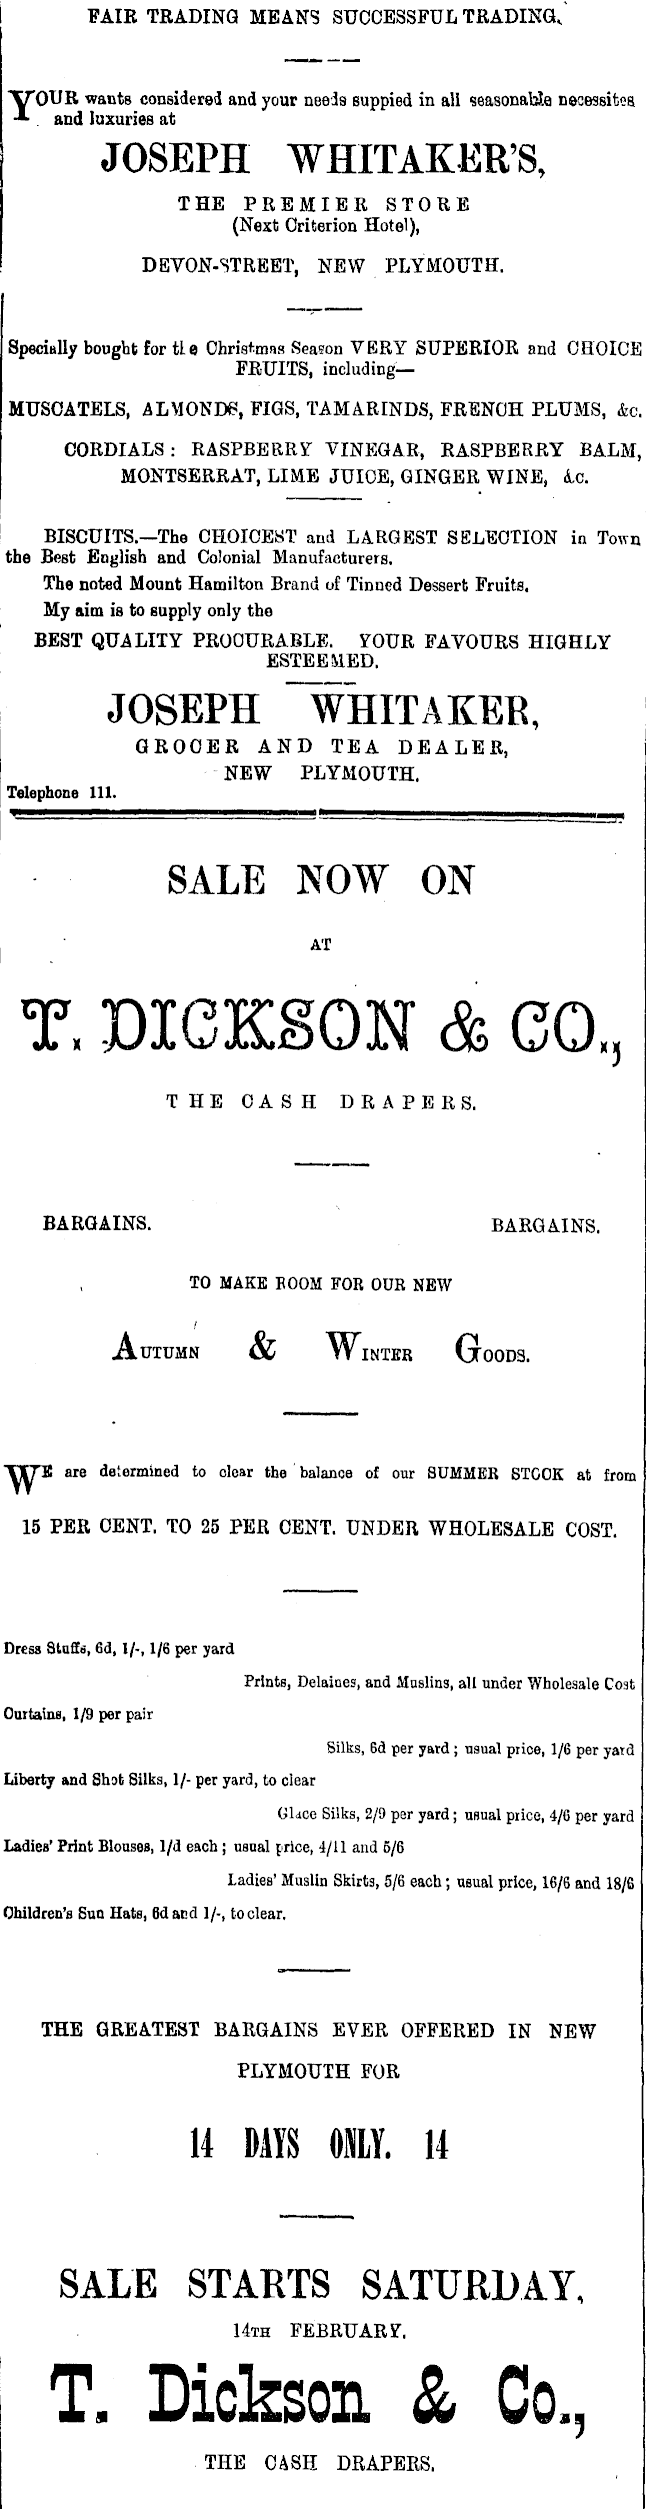 FAIR TRADING MEANS SUCCESSFUL TRADING.
YOUR wants considered and your needs suppied in all seasonable necessites
and luxuries at
JOSEPH WHITAKER'S,
THE PREMIER STORE
(Next Criterion Hotel),
DEVON-STREET, NEW PLYMOUTH.
Specially bought for the Christmas Season VERY SUPERIOR and CHOICE
FRUITS, including—
MUSCATELS, ALMONDS, FIGS, TAMARINDS, FRENCH PLUMS, &c.
CORDIALS: RASPBERRY VINEGAR, RASPBERRY BALM,
MONTSERRAT, LIME JUICE, GINGER WINE, &c.
BISCUITS.—The CHOICEST and LARGEST SELECTION in Town
the Best English and Colonial Manufacturers.
The noted Mount Hamilton Brand of Tinned Dessert Fruits.
My aim is to supply only the
BEST QUALITY PROCURABLE. YOUR FAVOURS HIGHLY
ESTEEMED.
JOSEPH WHITAKER,
GROCER AND TEA DEALER,
NEW PLYMOUTH.
Telephone 111.
SALE NOW ON
AT
T. DICKSON & CO.,
THE CASH DRAPERS.
BARGAINS. BARGAINS.
TO MAKE ROOM FOR OUR NEW
AUTUMN & WINTER GOODS.
WE are determined to clear the balance of our SUMMER STOCK at from
15 PER CENT. TO 25 PER CENT. UNDER WHOLESALE COST.
Dress Stuffs, 6d, 1/-, 1/6 per yard
Prints, Delaines, and Muslins, all under Wholesale Cost
Curtains, 1/9 per pair
Silks, 6d per yard; usual price, 1/6 per yard
Liberty and Shot Silks, 1/- per yard, to clear
Glace Silks, 2/9 per yard; usual price, 4/6 per yard
Ladies' Print Blouses, 1/d each; usual price, 4/11 and 5/6
Ladies' Muslin Skirts, 5/6 each; usual price, 16/6 and 18/6
Children's Sun Hats, 6d and 1/-, to clear.
THE GREATEST BARGAINS EVER OFFERED IN NEW
PLYMOUTH FOR
14 DAYS ONLY. 14
SALE STARTS SATURDAY,
14TH FEBRUARY.
T. Dickson & Co.,
THE CASH DRAPERS.